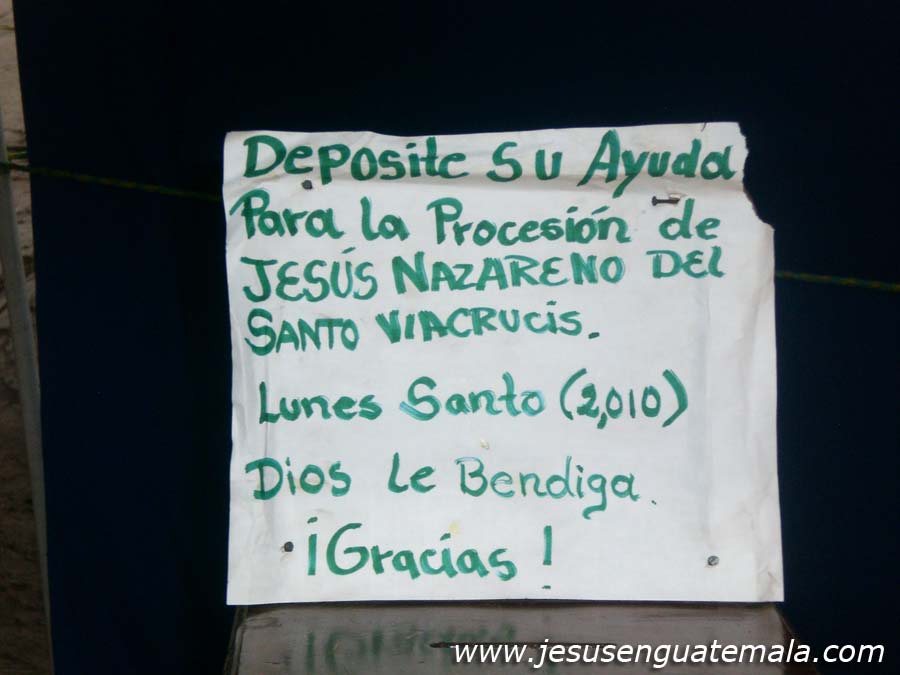 Deposite su Ayuda
Para la Procesión de
JESÚS NAZARENO DEL
SANTO VIACRUCIS.
Lunes Santo (2,010)
Dios le Bendiga.
¡Gracias!
www.jesusenguatemala.com